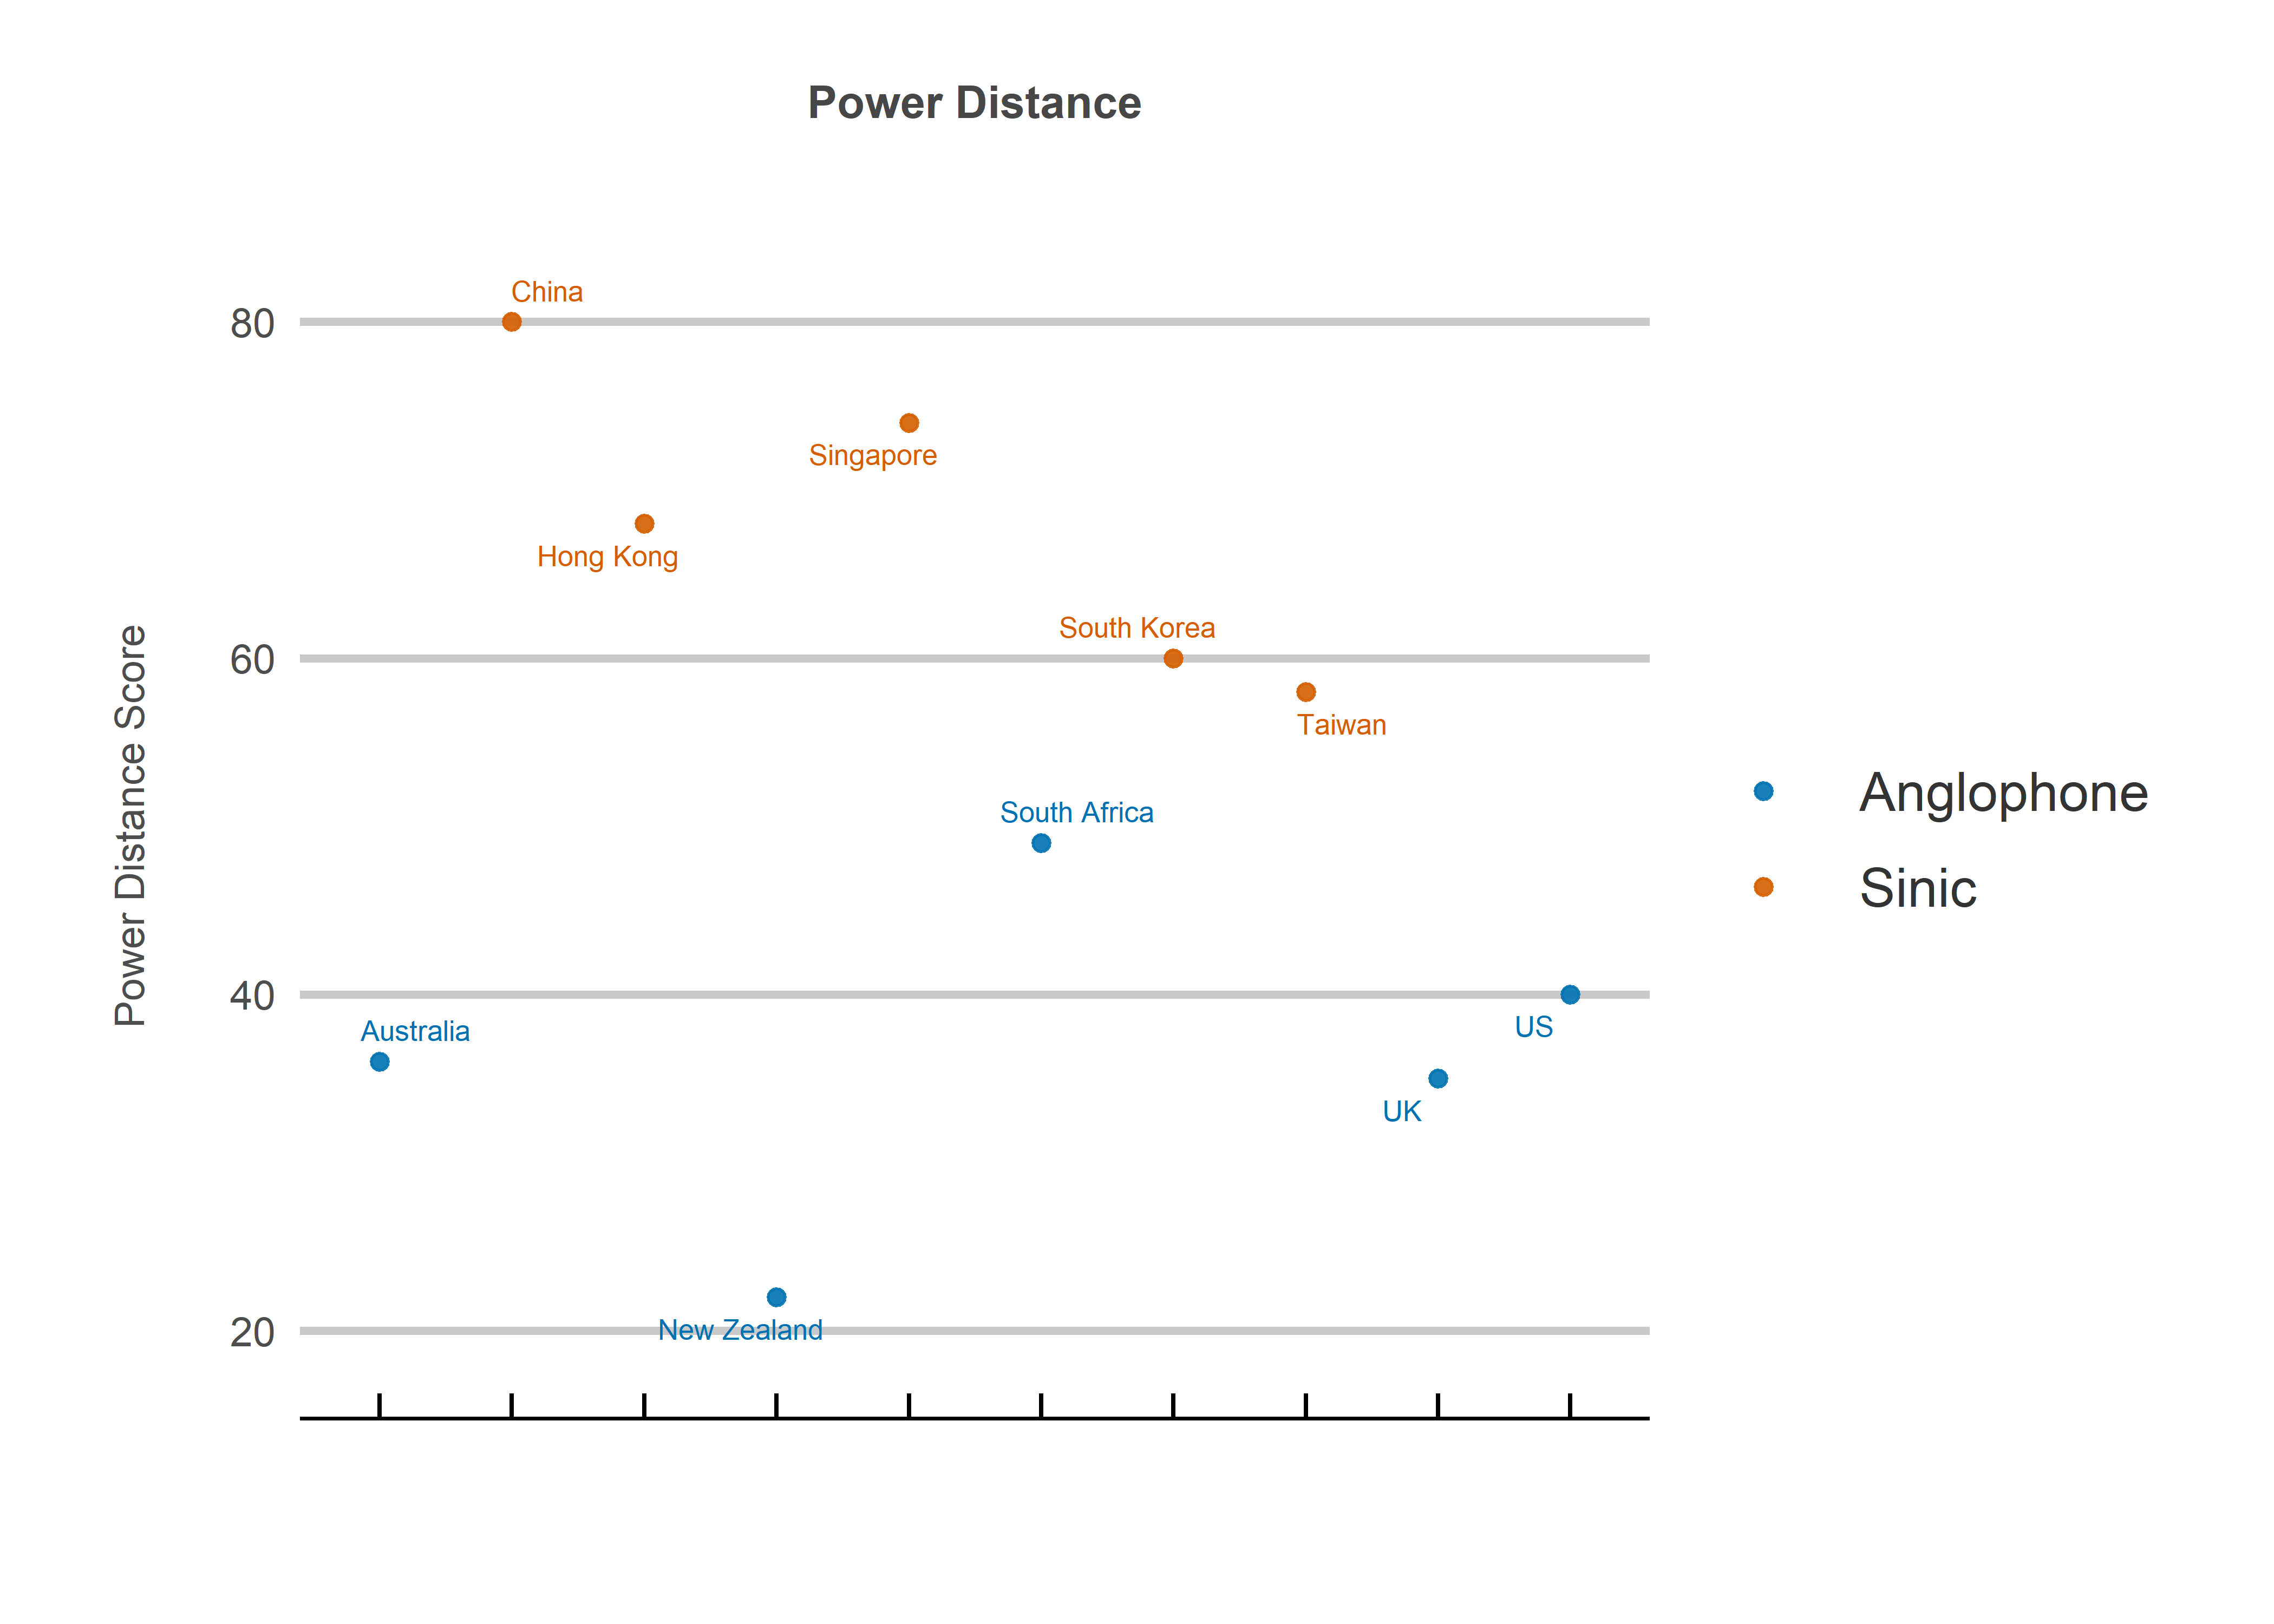 Power Distance
China
80
Singapore
Hong Kong
South Korea
60
Taiwan
Power Distance Score
South Africa
Anglophone
Sinic
40
Australia
US
UK
New Zealand
20